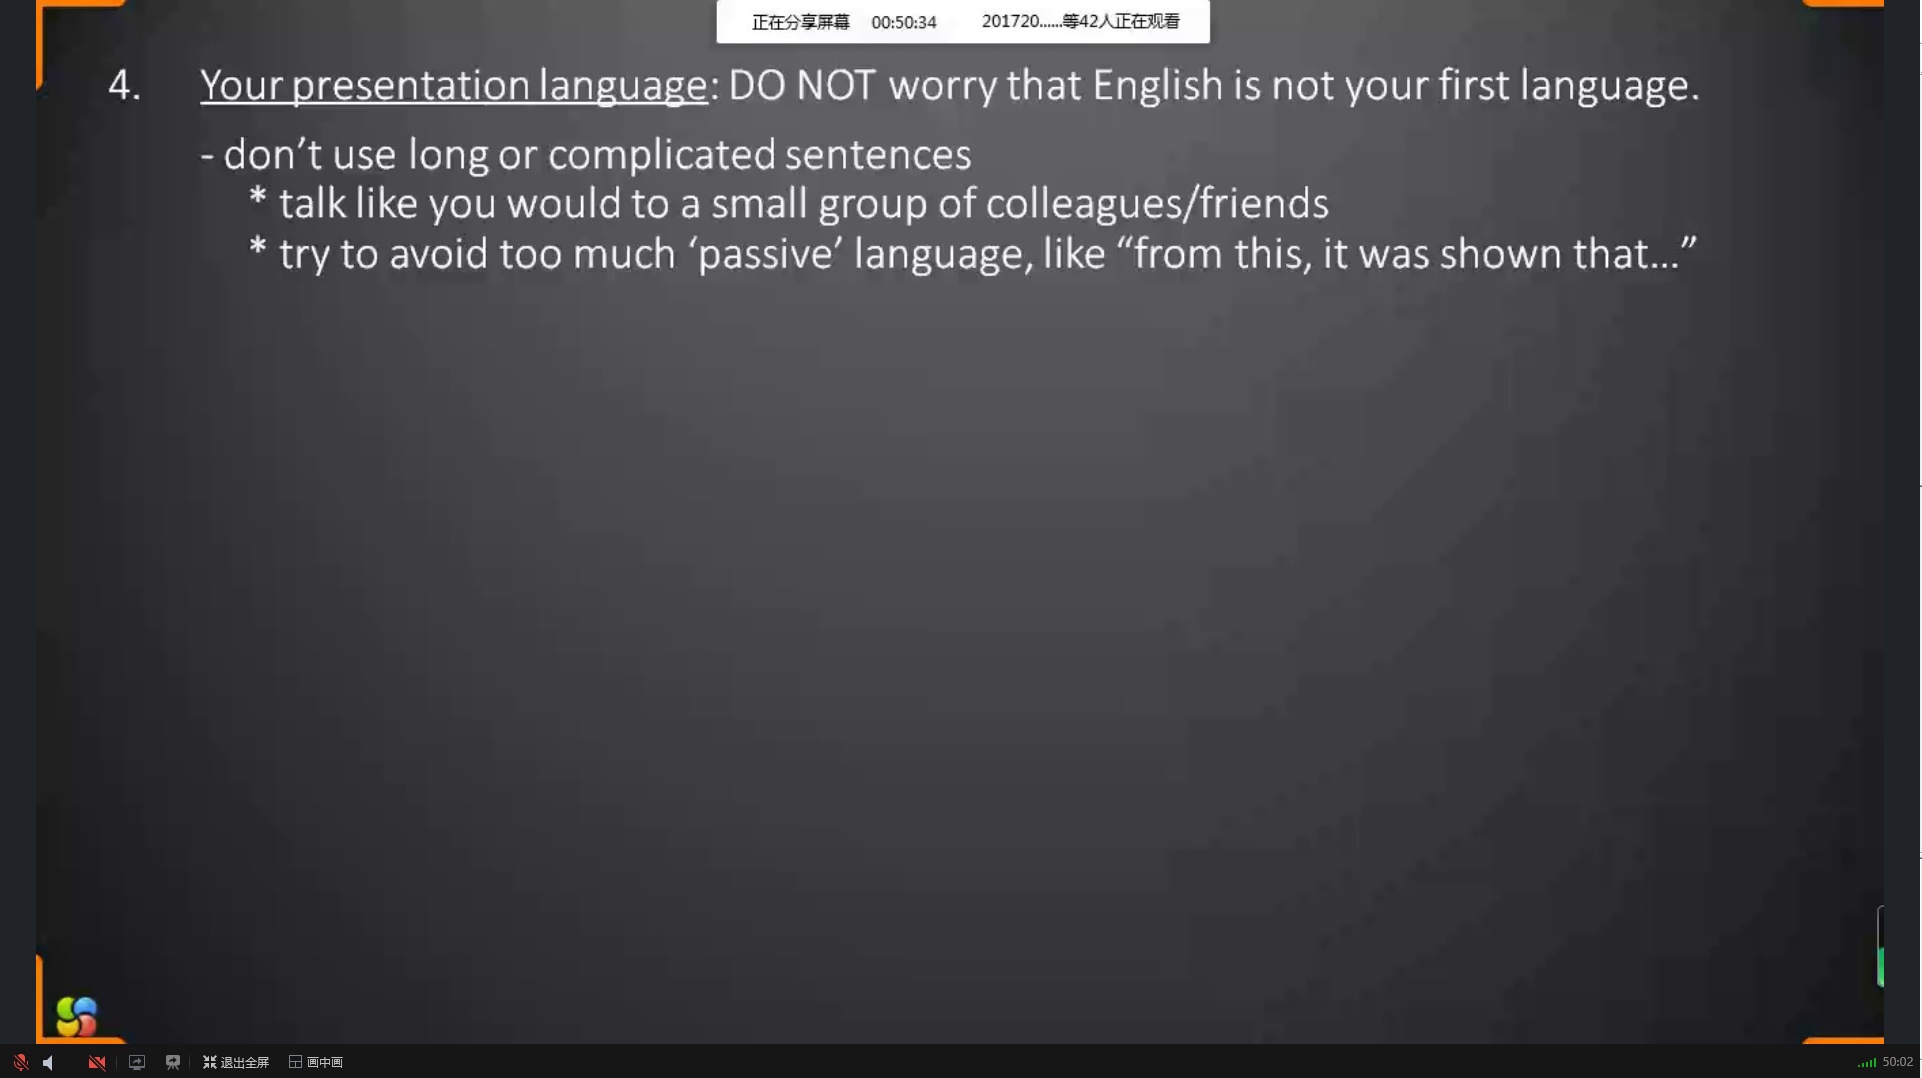 正在分享屏幕 00:50:34 201720......等42人正在观看
4. Your presentation language: DO NOT worry that English is not your first language.
- don’t use long or complicated sentences
* talk like you would to a small group of colleagues/friends
* try to avoid too much ‘passive’ language, like “from this, it was shown that…”
退出全屏 画中画 50:02